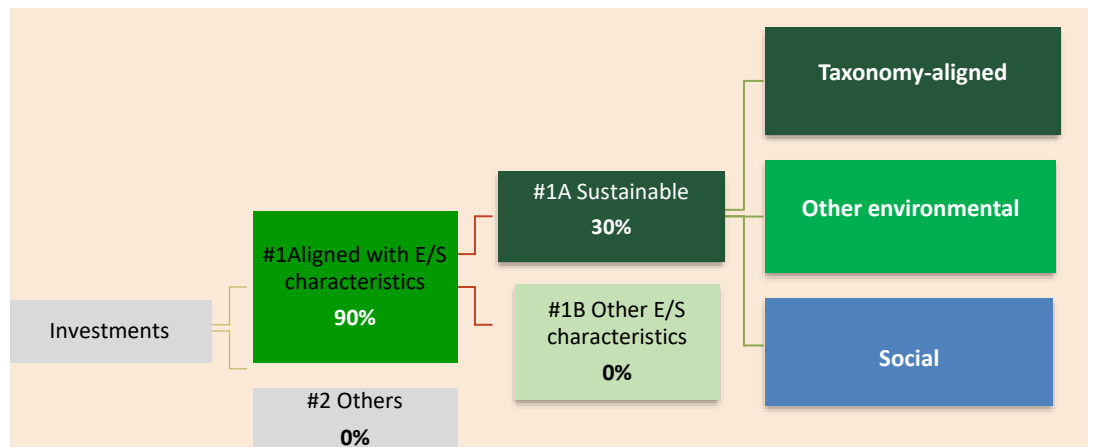 Investments
#1Aligned with E/S
characteristics
90%
#2 Others
0%
#1A Sustainable
30%
#1B Other E/S
characteristics
0%
Taxonomy-aligned
Other environmental
Social